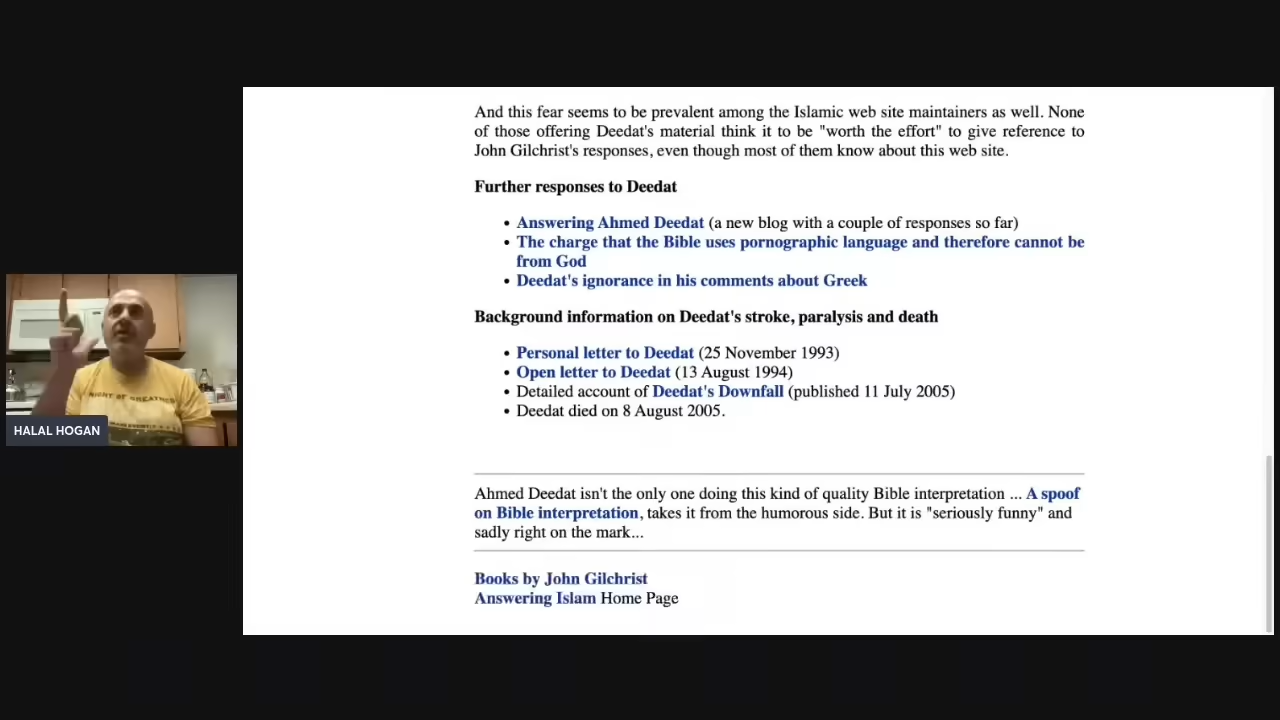 And this fear seems to be prevalent among the Islamic web site maintainers as well. None
of those offering Deedat's material think it to be "worth the effort" to give reference to
John Gilchrist's responses, even though most of them know about this web site.
Further responses to Deedat
• Answering Ahmed Deedat (a new blog with a couple of responses so far)
• The charge that the Bible uses pornographic language and therefore cannot be
from God
• Deedat's ignorance in his comments about Greek
Background information on Deedat's stroke, paralysis and death
• Personal letter to Deedat (25 November 1993)
• Open letter to Deedat (13 August 1994)
• Detailed account of Deedat's Downfall (published 11 July 2005)
• Deedat died on 8 August 2005.
HALAL HOGAN
Ahmed Deedat isn't the only one doing this kind of quality Bible interpretation ... A spoof
on Bible interpretation, takes it from the humorous side. But it is "seriously funny" and
sadly right on the mark...
Books by John Gilchrist
Answering Islam Home Page